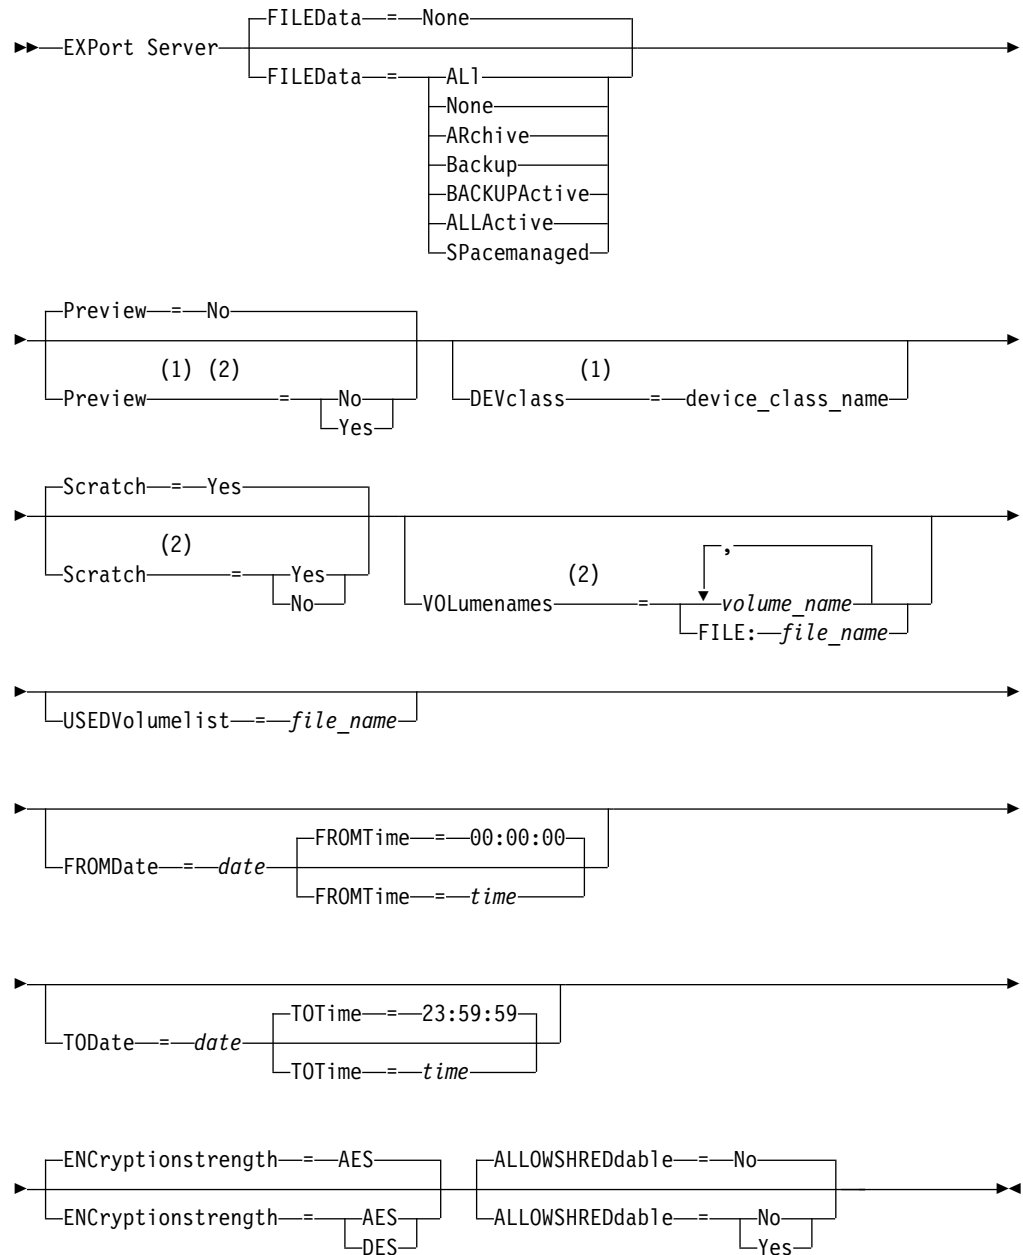 FILEData = None
EXPort Server
FILEData = ALl
None
ARchive
Backup
BACKUPActive
ALLActive
SPacemanaged
Preview = No
(1) (2)
Preview = No
Yes
(1)
DEVclass = device_class_name
Scratch = Yes
(2)
Scratch = Yes
No
,
(2)
VOLumenames = volume_name
FILE: file_name
USEDVolumelist = file_name
FROMTime = 00:00:00
FROMDate = date
FROMTime = time
TOTime = 23:59:59
TODate = date
TOTime = time
ENCryptionstrength = AES
ENCryptionstrength = AES
DES
ALLOWSHREDdable = No
ALLOWSHREDdable = No
Yes